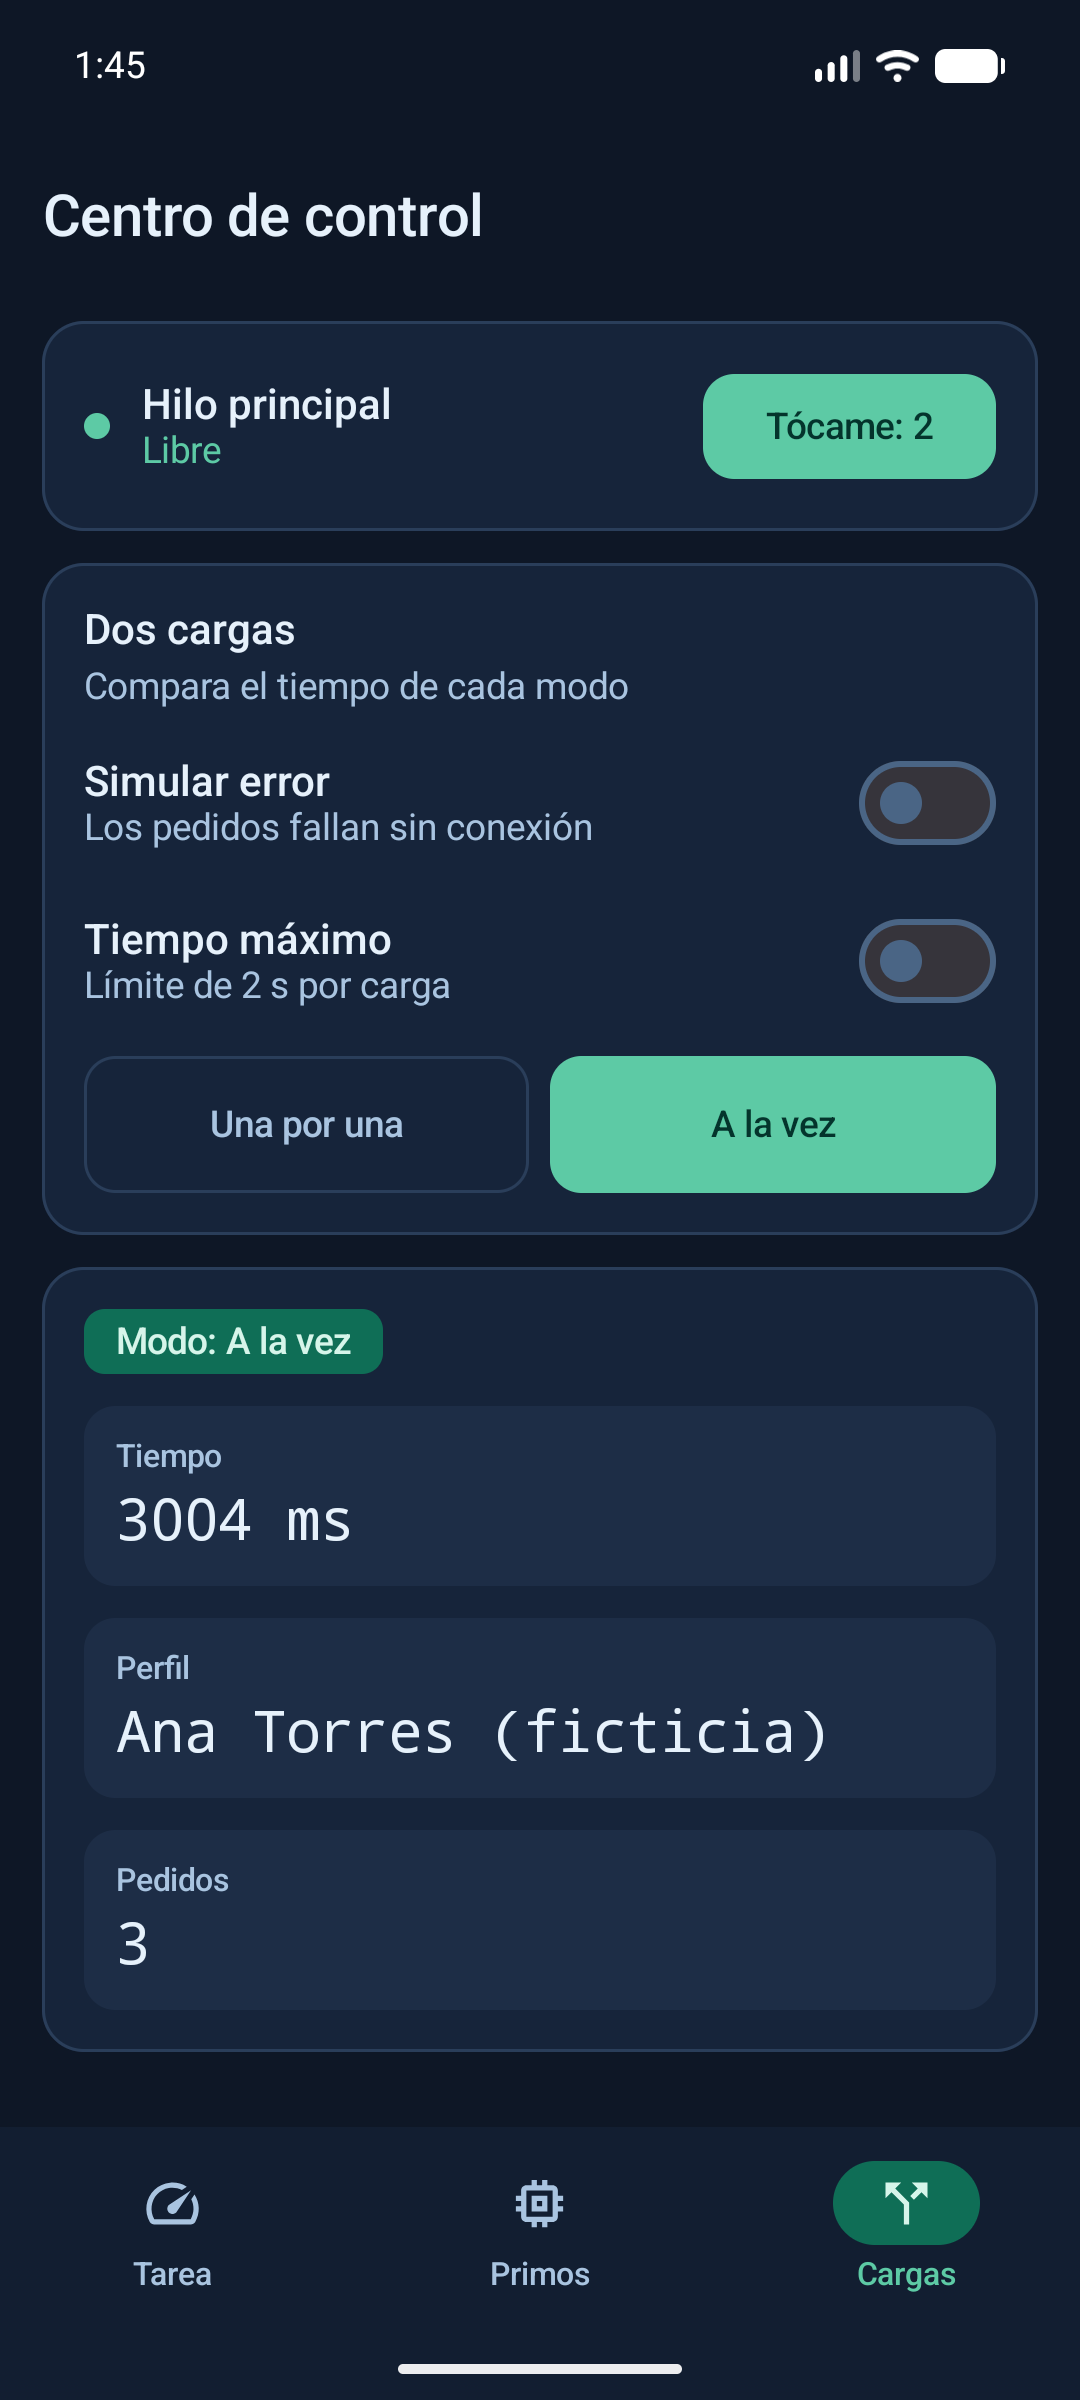 1:45
Centro de control
Hilo principal
Libre
Tócame: 2
Dos cargas
Compara el tiempo de cada modo
Simular error
Los pedidos fallan sin conexión
Tiempo máximo
Límite de 2 s por carga
Una por una
A la vez
Modo: A la vez
Tiempo
3004 ms
Perfil
Ana Torres (ficticia)
Pedidos
3
Tarea
Primos
Cargas